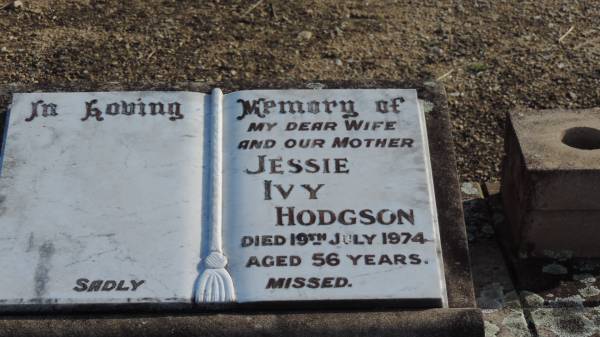 In Loving Memory of
My dear Wife
and our Mother
Jessie
Ivy
Hodgson
died 19th July 1974
aged 56 years.
Sadly missed.